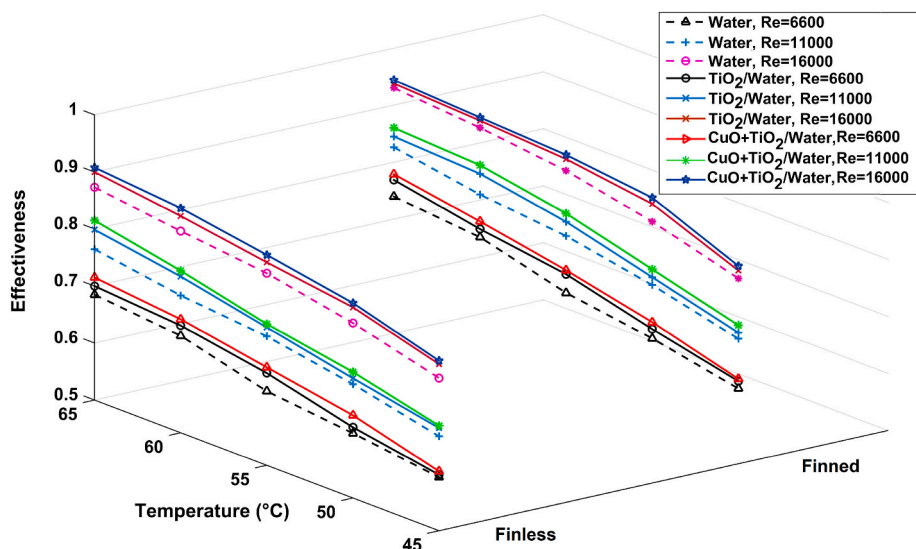 Water, Re=6600
Water, Re=11000
Water, Re=16000
TiO2/Water, Re=6600
TiO2/Water, Re=11000
TiO2/Water, Re=16000
CuO+TiO2/Water,Re=6600
CuO+TiO2/Water,Re=11000
CuO+TiO2/Water,Re=16000
1
0.9
0.8
0.7
0.6
0.5
Effectiveness
65
60
55
50
45
Temperature (°C)
Finless
Finned